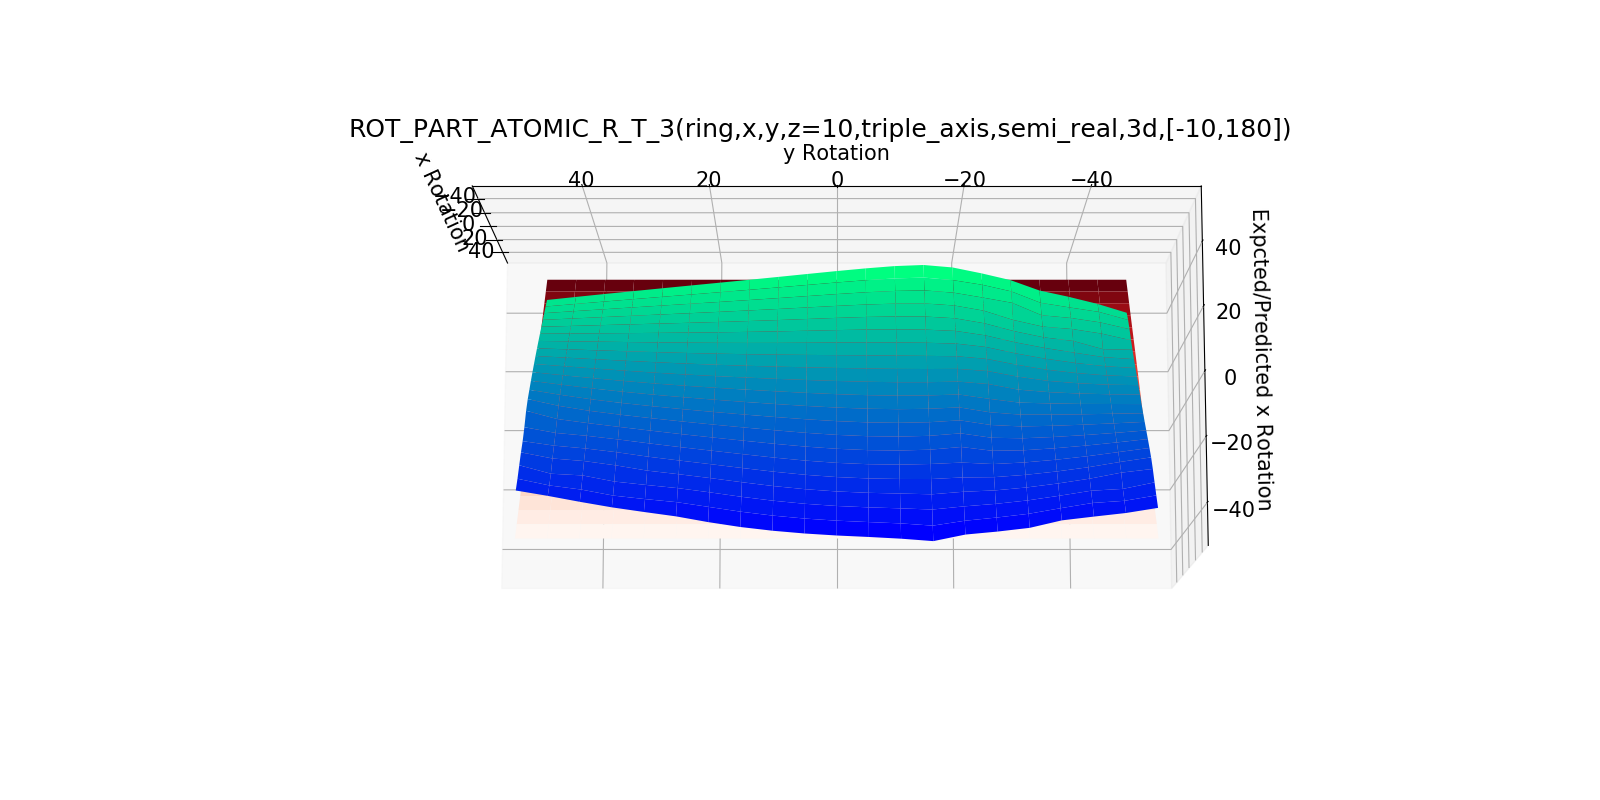 ROT_PART_ATOMIC_R_T_3(ring,x,y,z=10,triple_axis,semi_real,3d,[-10,180])
y Rotation
40 20 0 −20 −40
x Rotation
−40
−20
0
20
40
Expcted/Predicted x Rotation
40
20
0
−20
−40